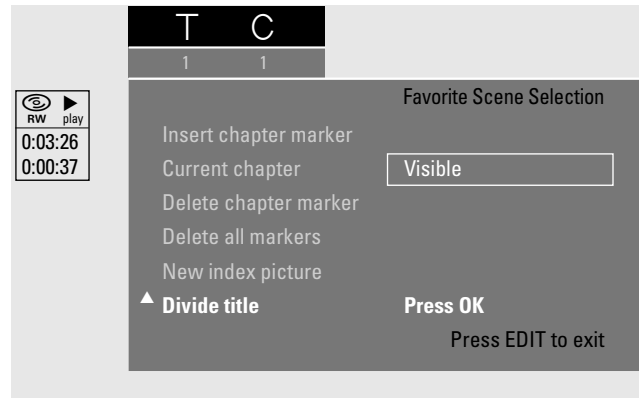 T C
1 1
RW play
0:03:26
0:00:37
Favorite Scene Selection
Insert chapter marker
Current chapter Visible
Delete chapter marker
Delete all markers
New index picture
Divide title Press OK
Press EDIT to exit